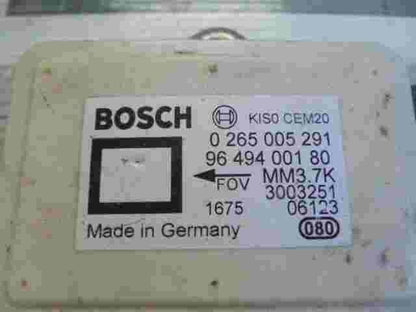 BOSCH KIS0 CEM20
0 265 005 291
96 494 001 80
FOV MM3.7K
3003251
1675 06123
Made in Germany 080